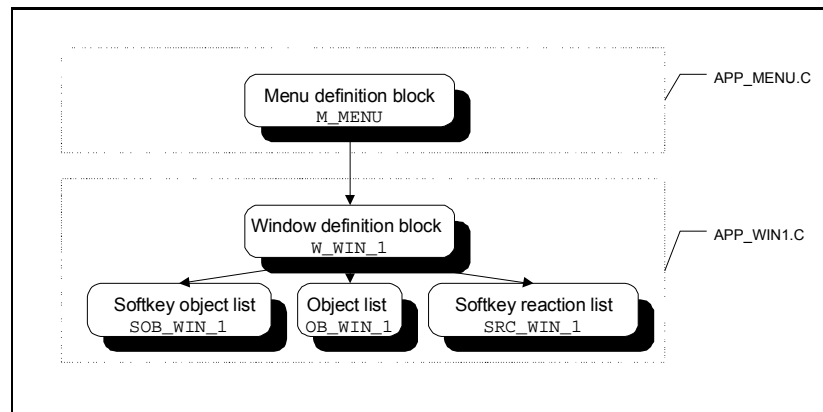 Menu definition block
M_MENU
APP_MENU.C
Window definition block
W_WIN_1
APP_WIN1.C
Softkey object list
SOB_WIN_1
Object list
OB_WIN_1
Softkey reaction list
SRC_WIN_1